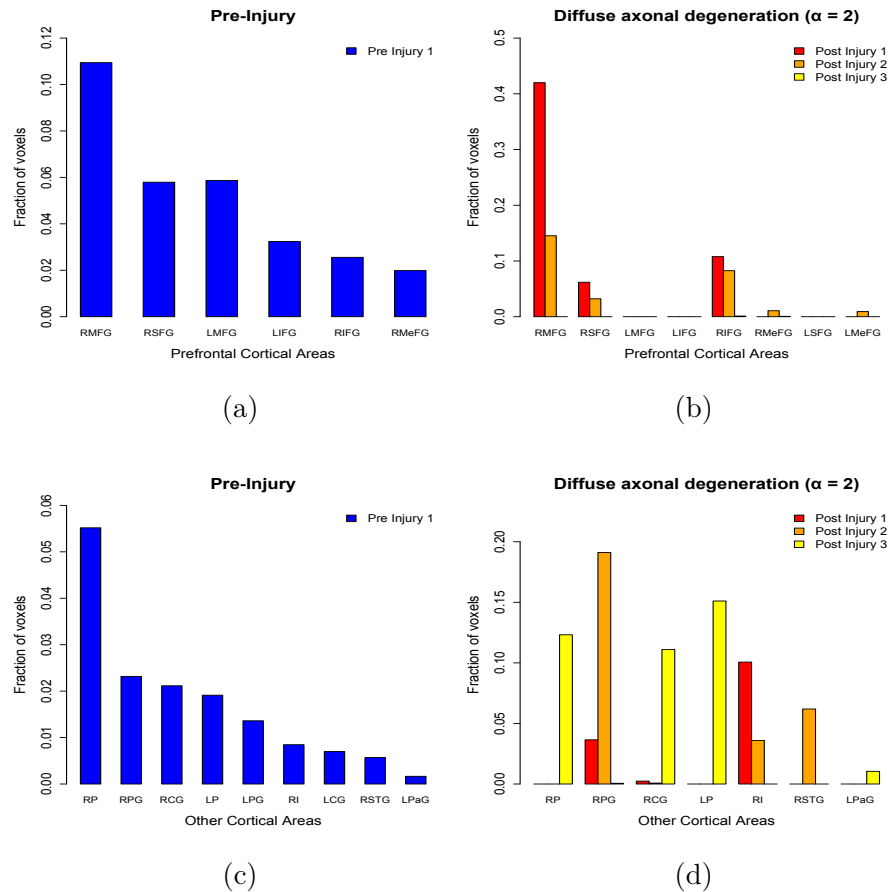 Pre-Injury
Pre Injury 1
Fraction of voxels
0.12
0.10
0.08
0.06
0.04
0.02
0.00
RMFG RSFG LMFG LIFG RIFG RMeFG
Prefrontal Cortical Areas
(a)
Diffuse axonal degeneration (α = 2)
Post Injury 1
Post Injury 2
Post Injury 3
Fraction of voxels
0.5
0.4
0.3
0.2
0.1
0.0
RMFG RSFG LMFG LIFG RIFG RMeFG LSFG LMeFG
Prefrontal Cortical Areas
(b)
Pre-Injury
Pre Injury 1
Fraction of voxels
0.06
0.05
0.04
0.03
0.02
0.01
0.00
RP RPG RCG LP LPG RI LCG RSTG LPaG
Other Cortical Areas
(c)
Diffuse axonal degeneration (α = 2)
Post Injury 1
Post Injury 2
Post Injury 3
Fraction of voxels
0.20
0.15
0.10
0.05
0.00
RP RPG RCG LP RI RSTG LPaG
Other Cortical Areas
(d)